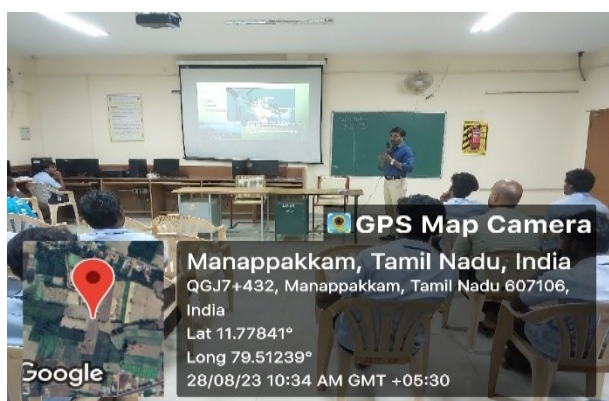 GPS Map Camera
Manappakkam, Tamil Nadu, India
QGJ7+432, Manappakkam, Tamil Nadu 607106,
India
Lat 11.77841°
Long 79.51239°
28/08/23 10:34 AM GMT +05:30
Google